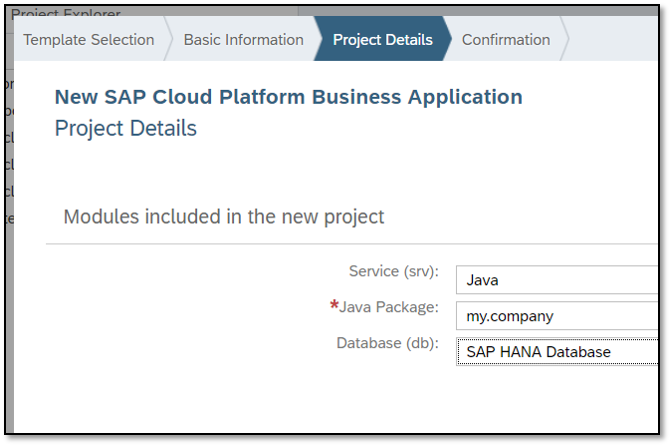 Project Explorer
Template Selection
Basic Information
Project Details
Confirmation
New SAP Cloud Platform Business Application
Project Details
Modules included in the new project
Service (srv):
Java
*Java Package:
my.company
Database (db):
SAP HANA Database